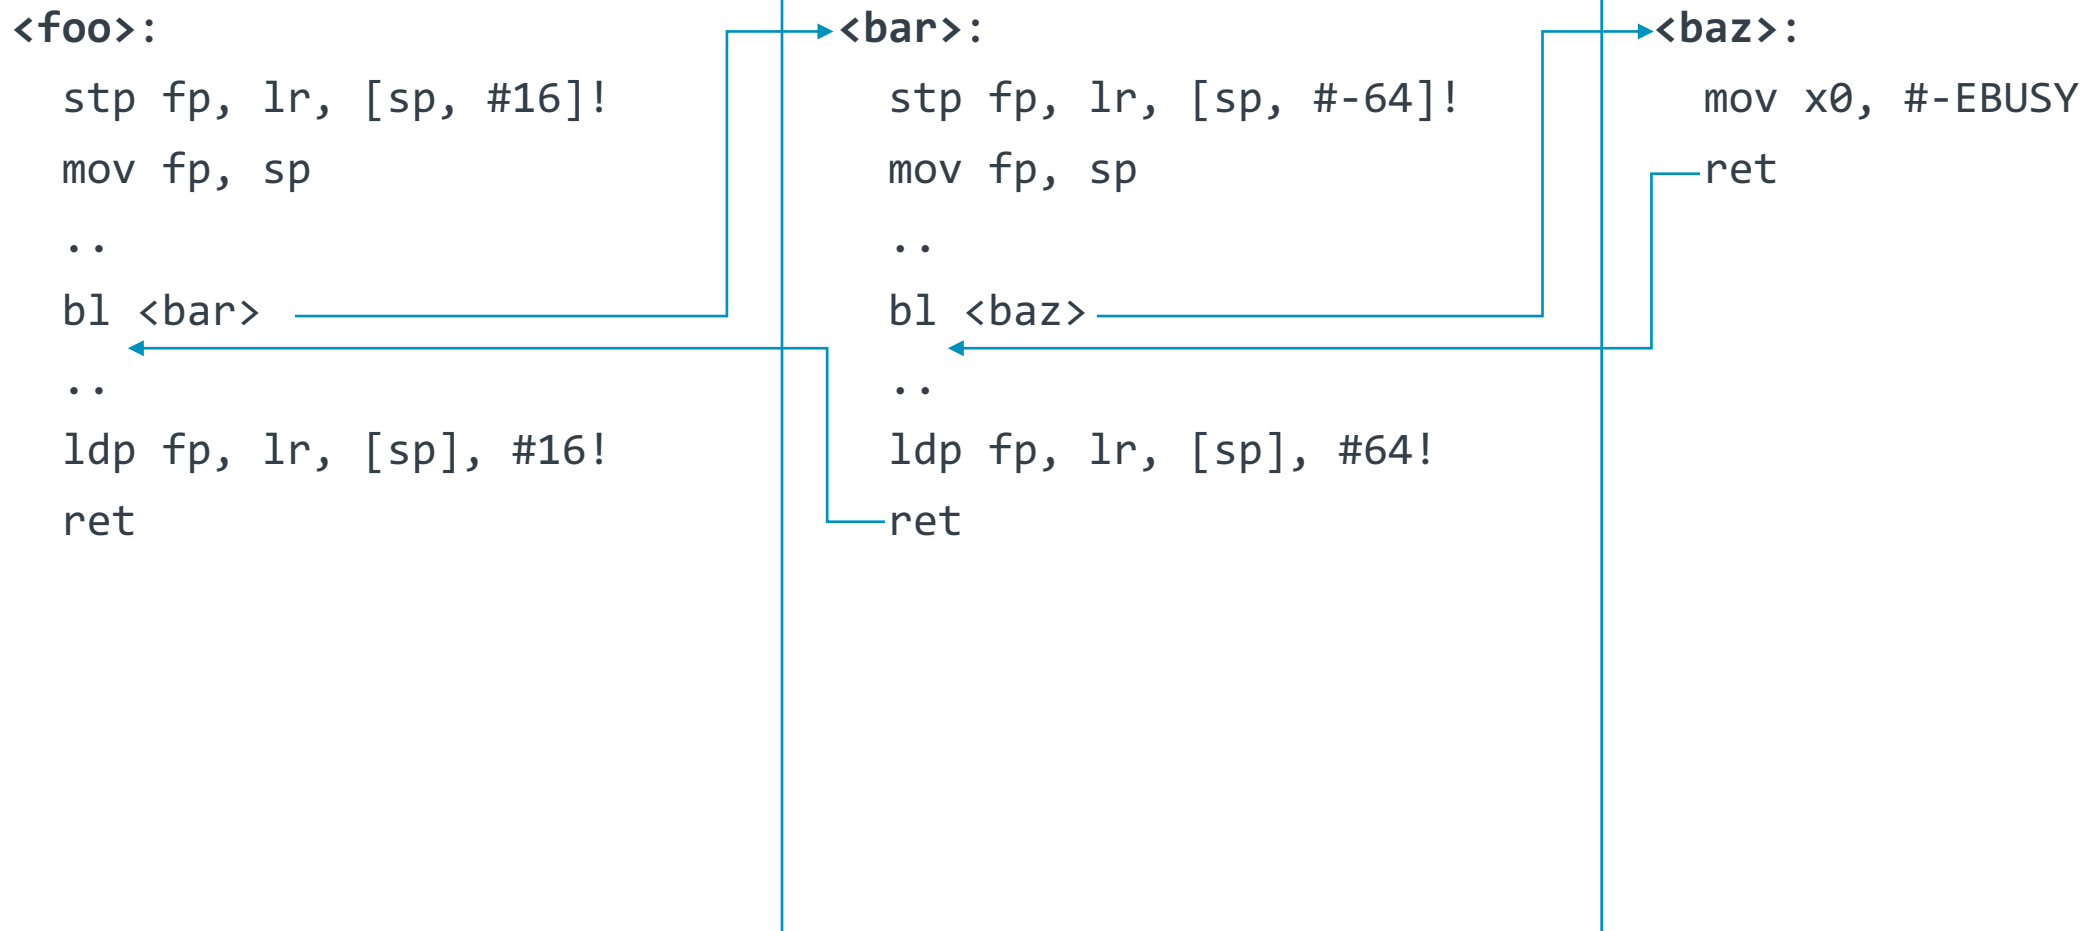 <foo>:
stp fp, lr, [sp, #16]!
mov fp, sp
..
bl <bar>
..
ldp fp, lr, [sp], #16!
ret
<bar>:
stp fp, lr, [sp, #-64]!
mov fp, sp
..
bl <baz>
..
ldp fp, lr, [sp], #64!
ret
<baz>:
mov x0, #-EBUSY
ret